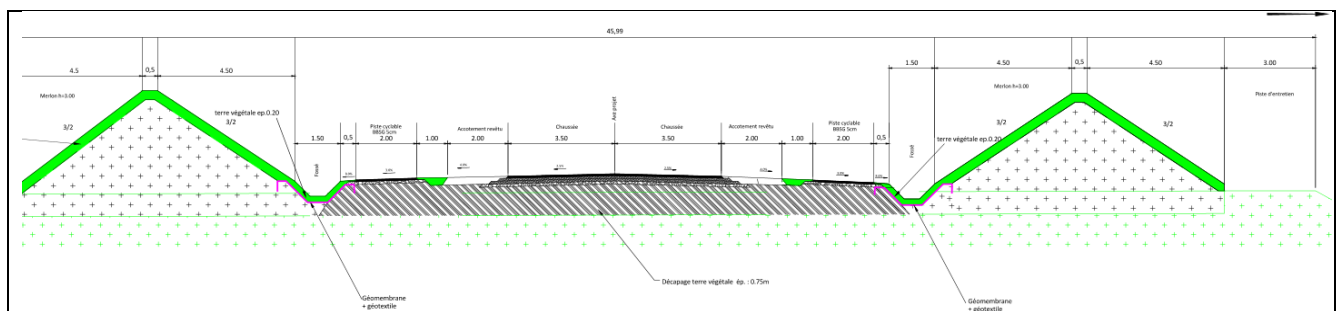 45,99
4.5
0,5
4.50
1.50
4.50
0,5
4.50
3.00
Merlon h=3.00
terre végétale ep.0.20
3/2
3/2
1.50
Fossé
0,5
Piste cyclable
BBSG 5cm
2.00
1.00
Accotement revêtu
2.00
Chaussée
3.50
Axe projet
Chaussée
3.50
Accotement revêtu
2.00
1.00
Piste cyclable
BBSG 5cm
2.00
0,5
Fossé
terre végétale ep.0.20
Merlon h=3.00
3/2
3/2
Piste d'entretien
Décapage terre végétale ép. : 0.75m
Géomembrane
+ géotextile
Géomembrane
+ géotextile